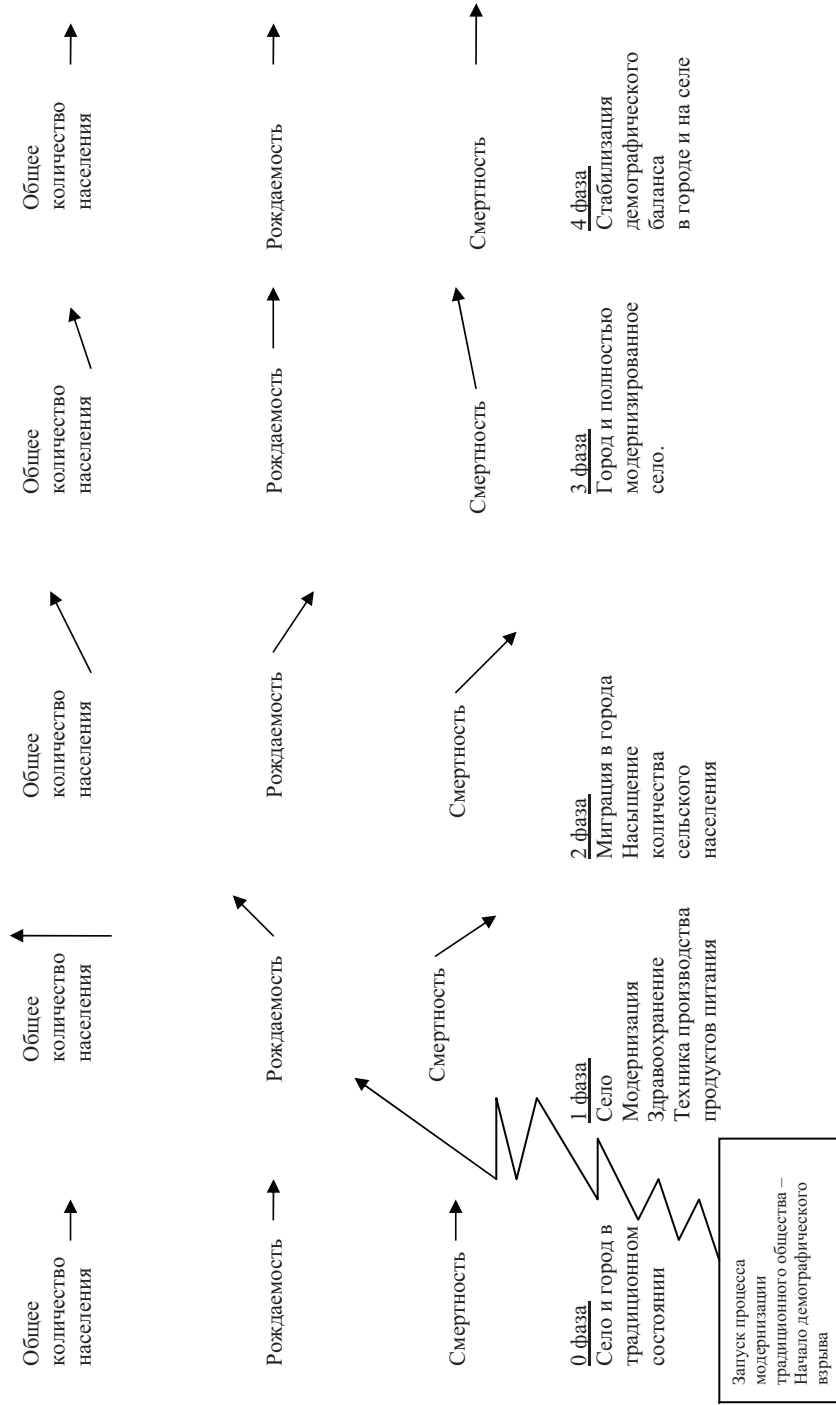 Общее
количество
населения
Рождаемость
Смертность
0 фаза
Село и город в
традиционном
состоянии
Запуск процесса
модернизации
традиционного общества –
Начало демографического
взрыва
Общее
количество
населения
Рождаемость
Смертность
1 фаза
Село
Модернизация
Здравоохранение
Техника производства
продуктов питания
Общее
количество
населения
Рождаемость
Смертность
2 фаза
Миграция в города
Насыщение
количества
сельского
населения
Общее
количество
населения
Рождаемость
Смертность
3 фаза
Город и полностью
модернизированное
село.
Общее
количество
населения
Рождаемость
Смертность
4 фаза
Стабилизация
демографического
баланса
в городе и на селе